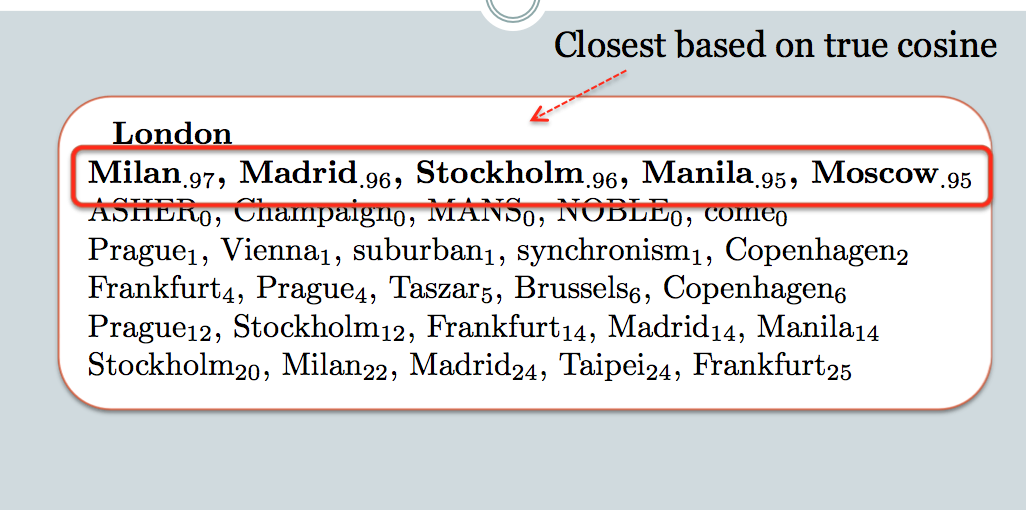 Closest based on true cosine
London
Milan.97, Madrid.96, Stockholm.96, Manila.95, Moscow.95
ASHER0, Champaign0, MANS0, NOBLE0, come0
Prague1, Vienna1, suburban1, synchronism1, Copenhagen2
Frankfurt4, Prague4, Taszar5, Brussels6, Copenhagen6
Prague12, Stockholm12, Frankfurt14, Madrid14, Manila14
Stockholm20, Milan22, Madrid24, Taipei24, Frankfurt25